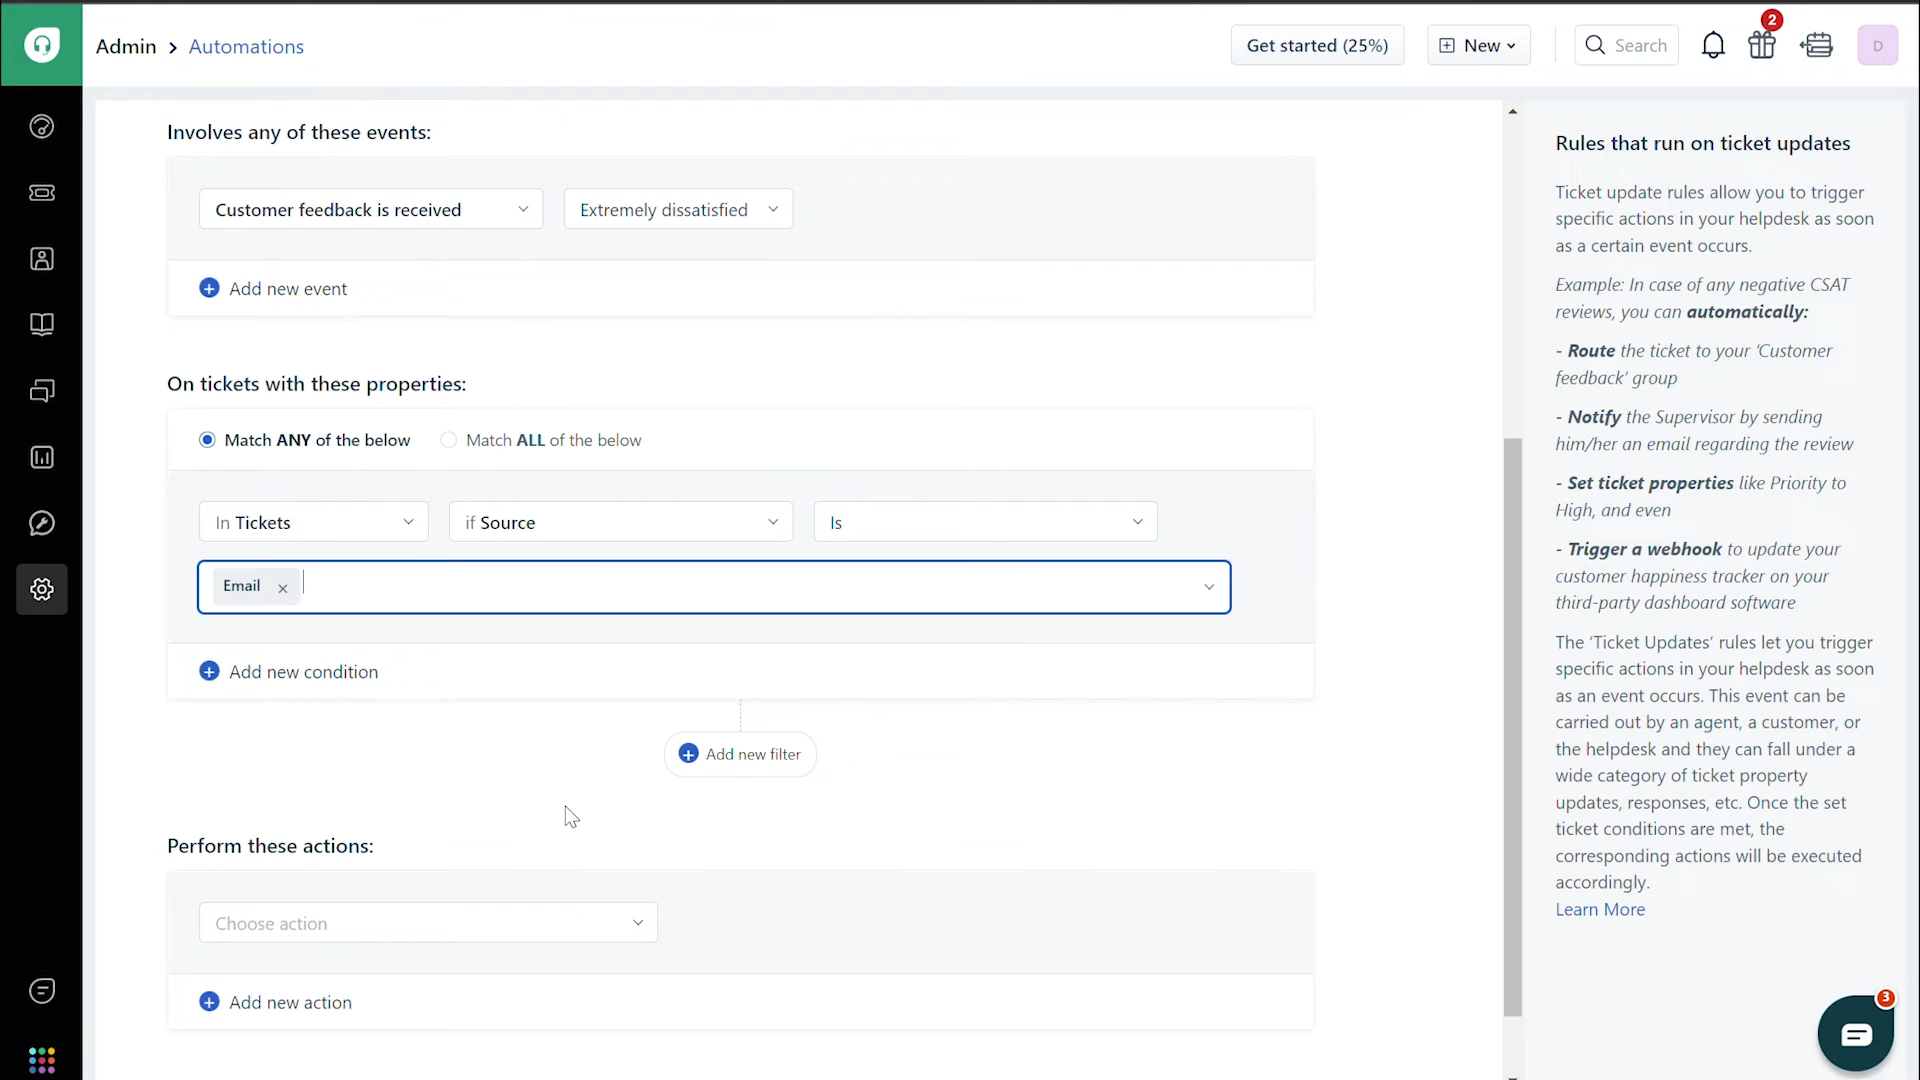 Admin > Automations
Get started (25%)
New
Search
2
D
Involves any of these events:
Customer feedback is received
Extremely dissatisfied
Add new event
On tickets with these properties:
Match ANY of the below
Match ALL of the below
In Tickets
if Source
Is
Email ×
Add new condition
Add new filter
Perform these actions:
Choose action
Add new action
Rules that run on ticket updates
Ticket update rules allow you to trigger
specific actions in your helpdesk as soon
as a certain event occurs.
Example: In case of any negative CSAT
reviews, you can automatically:
- Route the ticket to your 'Customer
feedback' group
- Notify the Supervisor by sending
him/her an email regarding the review
- Set ticket properties like Priority to
High, and even
- Trigger a webhook to update your
customer happiness tracker on your
third-party dashboard software
The 'Ticket Updates' rules let you trigger
specific actions in your helpdesk as soon
as an event occurs. This event can be
carried out by an agent, a customer, or
the helpdesk and they can fall under a
wide category of ticket property
updates, responses, etc. Once the set
ticket conditions are met, the
corresponding actions will be executed
accordingly.
Learn More
3